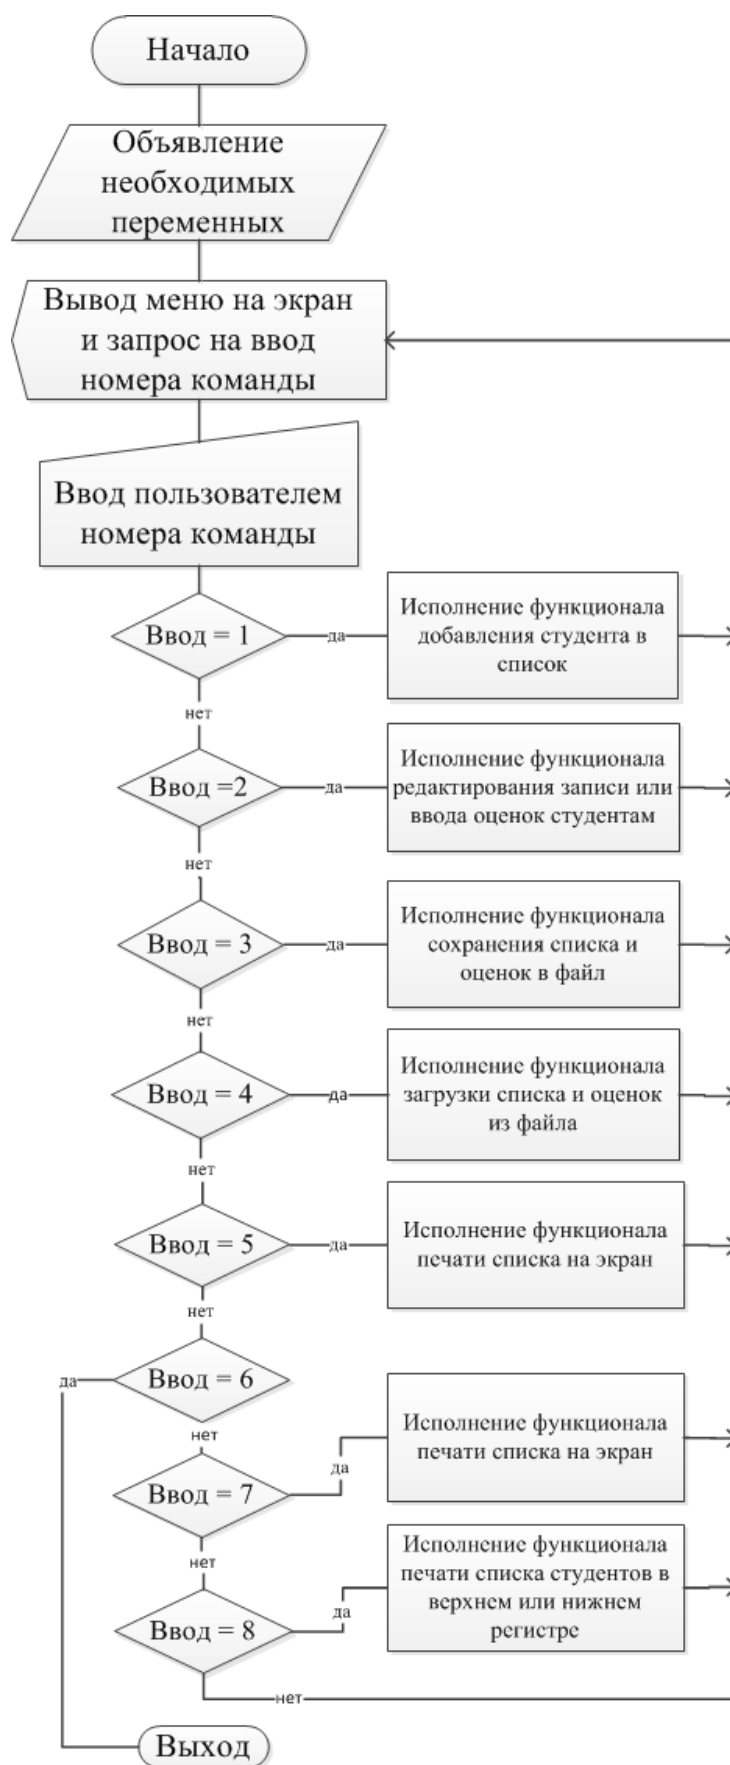 Начало
Объявление
необходимых
переменных
Вывод меню на экран
и запрос на ввод
номера команды
Ввод пользователем
номера команды
Ввод = 1
да
Исполнение функционала
добавления студента в
список
нет
Ввод =2
да
Исполнение функционала
редактирования записи или
ввода оценок студентам
нет
Ввод = 3
да
Исполнение функционала
сохранения списка и
оценок в файл
нет
Ввод = 4
да
Исполнение функционала
загрузки списка и оценок
из файла
нет
Ввод = 5
да
Исполнение функционала
печати списка на экран
нет
да
Ввод = 6
нет
Ввод = 7
да
Исполнение функционала
печати списка на экран
нет
Ввод = 8
да
Исполнение функционала
печати списка студентов в
верхнем или нижнем
регистре
нет
Выход